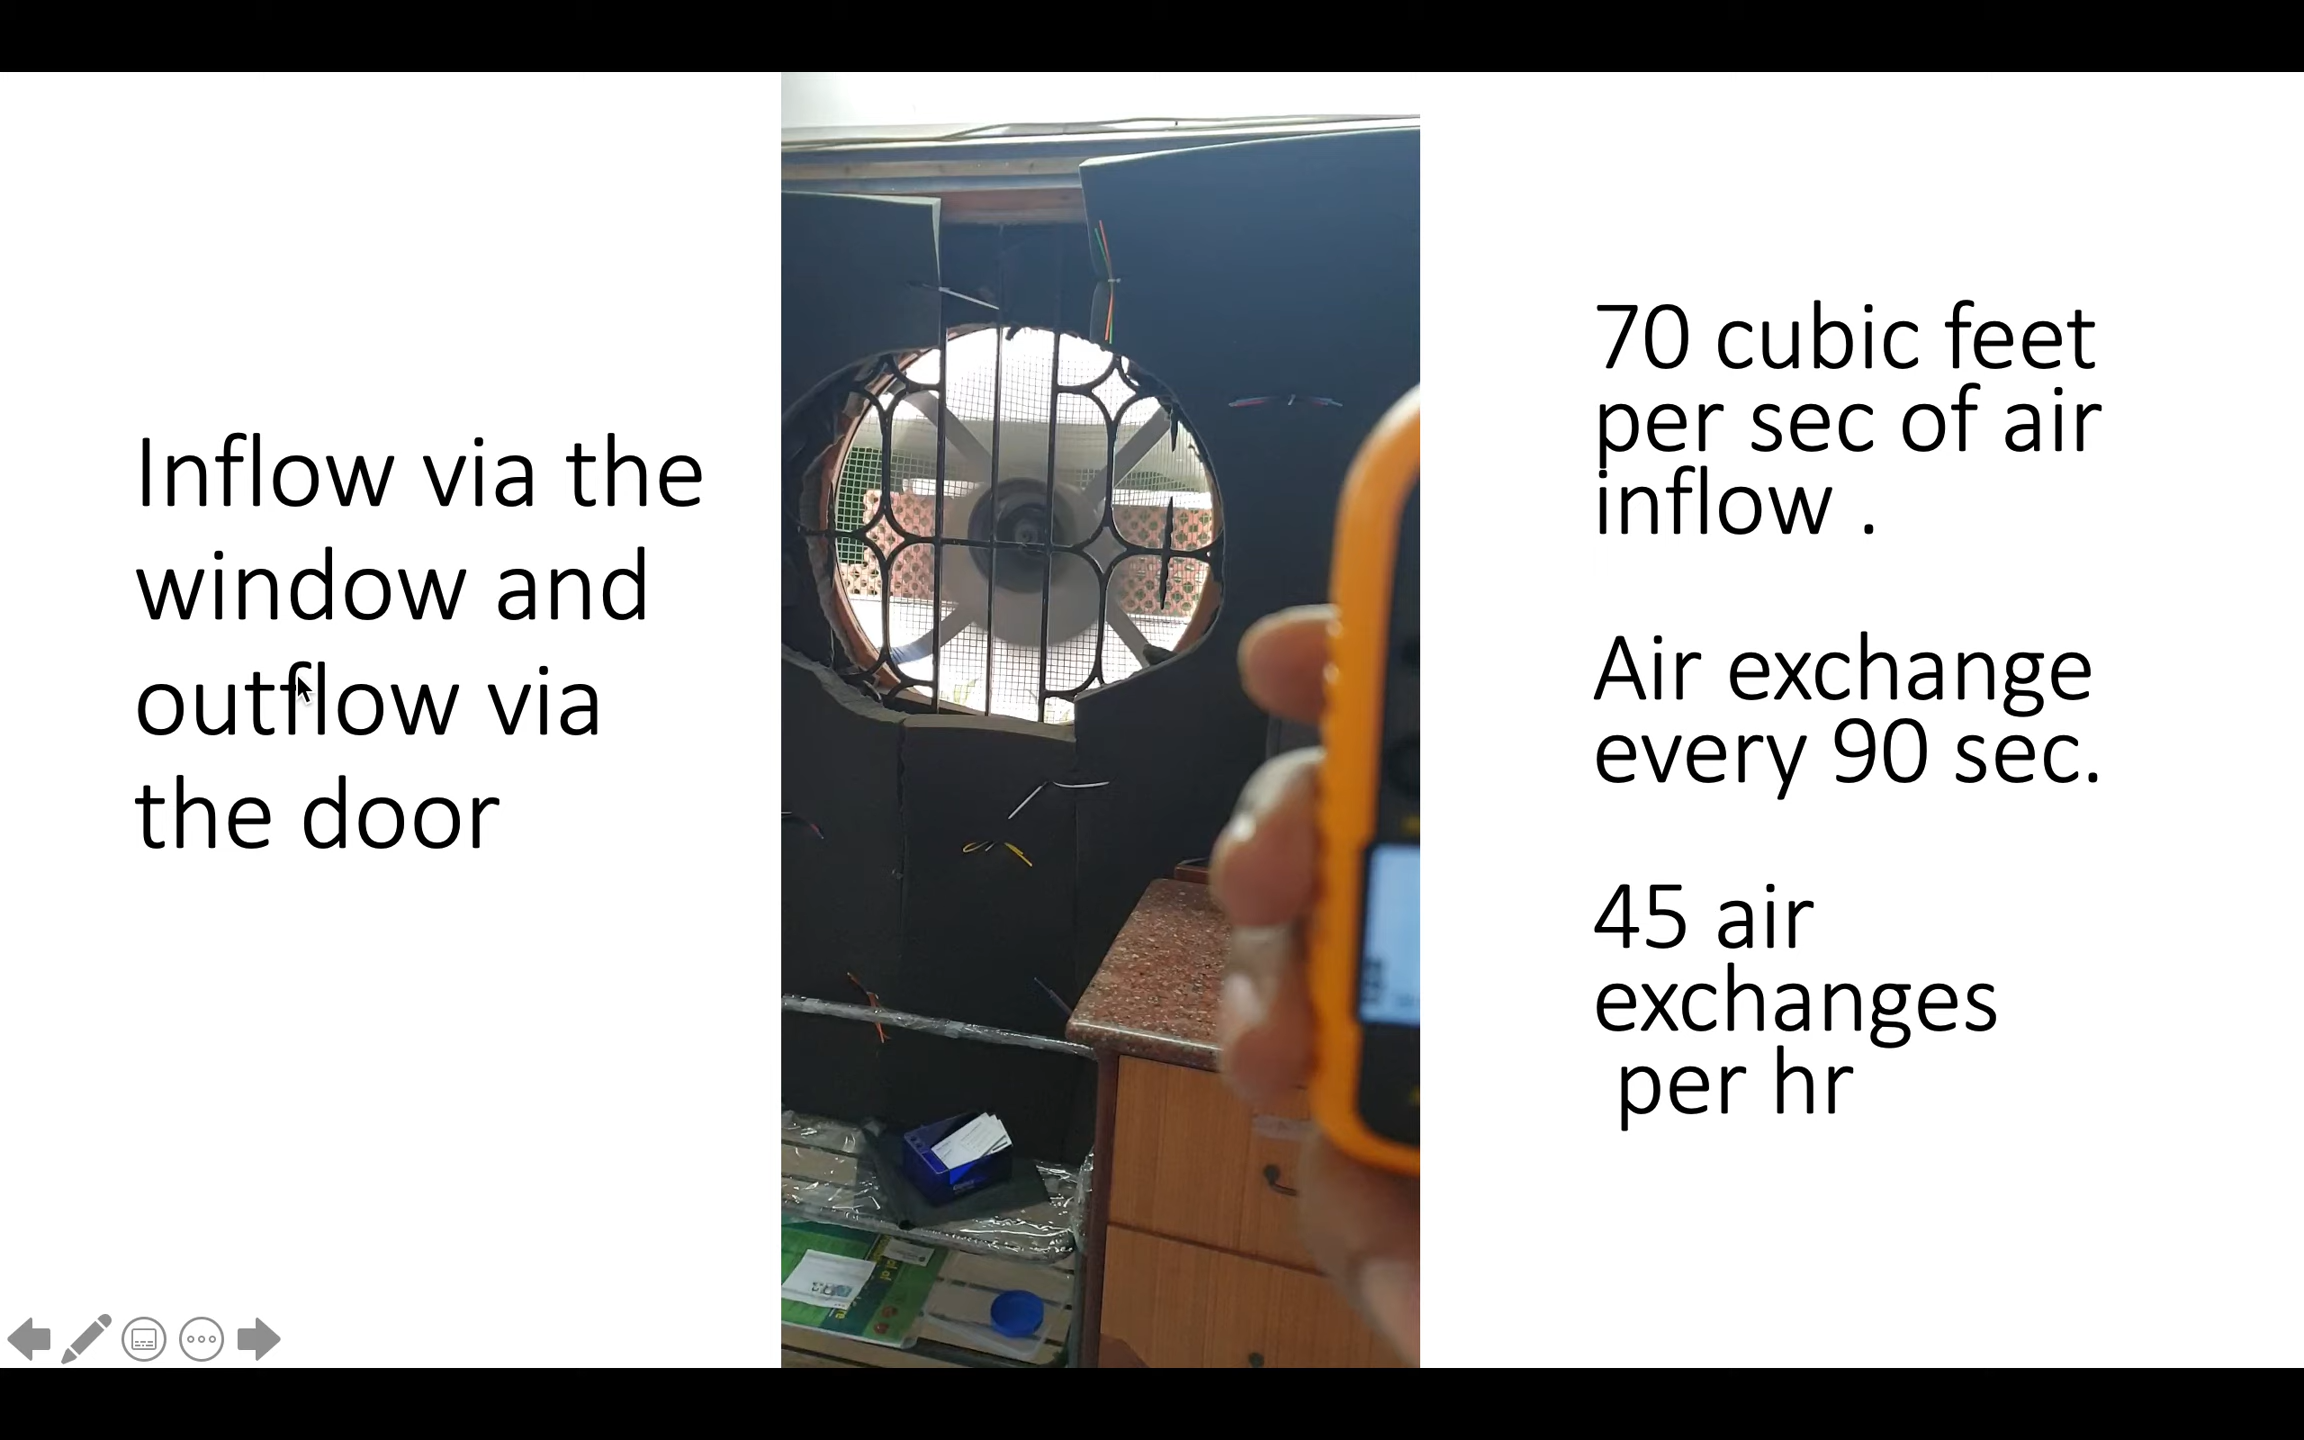 Inflow via the
window and
outflow via
the door
70 cubic feet
per sec of air
inflow .
Air exchange
every 90 sec.
45 air
exchanges
per hr